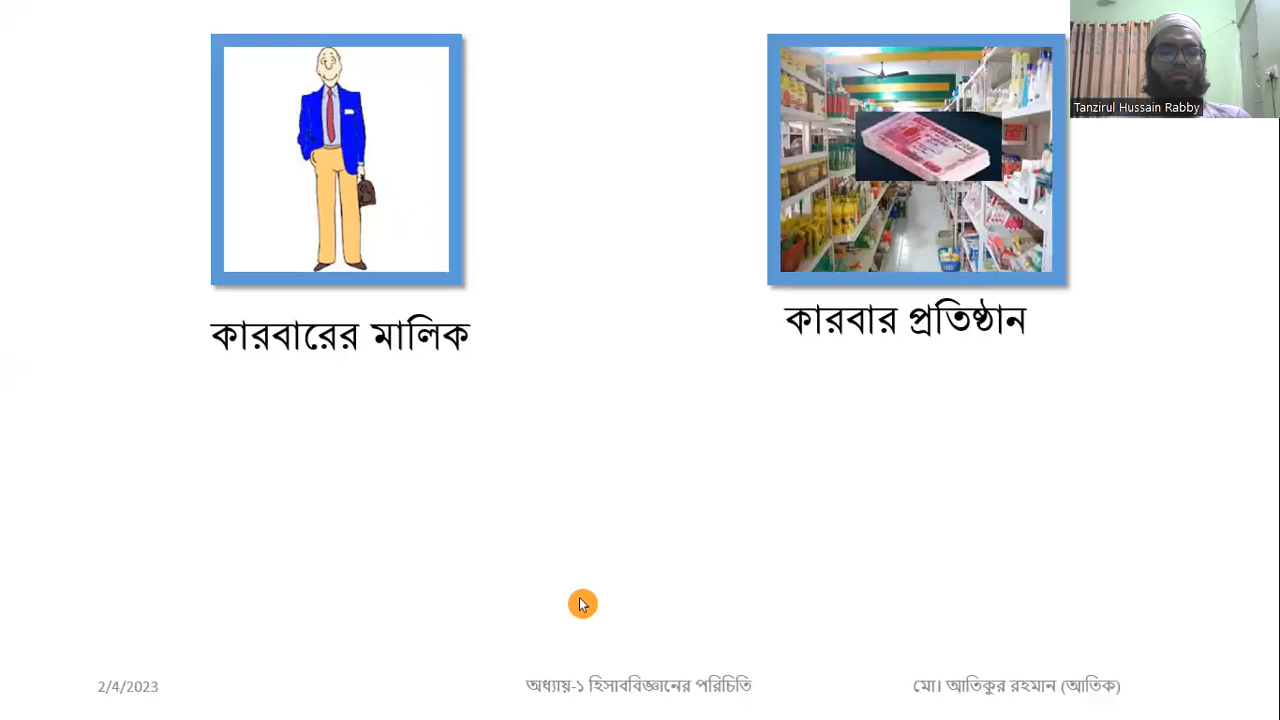 Tanzirul Hussain Rabby
কারবারের মালিক
কারবার প্রতিষ্ঠান
2/4/2023
অধ্যায়-১ হিসাববিজ্ঞানের পরিচিতি
মো। আতিকুর রহমান (আতিক)